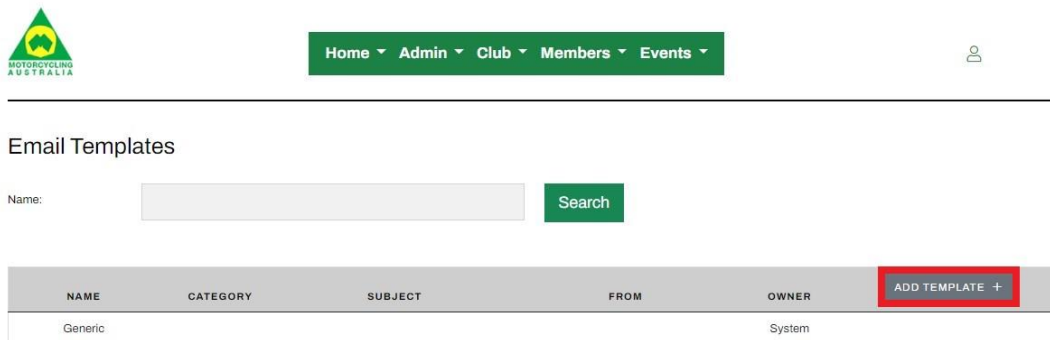 MOTORCYCLING
AUSTRALIA
Home Admin Club Members Events
Email Templates
Name:
Search
NAME CATEGORY SUBJECT FROM OWNER ADD TEMPLATE +
Generic System